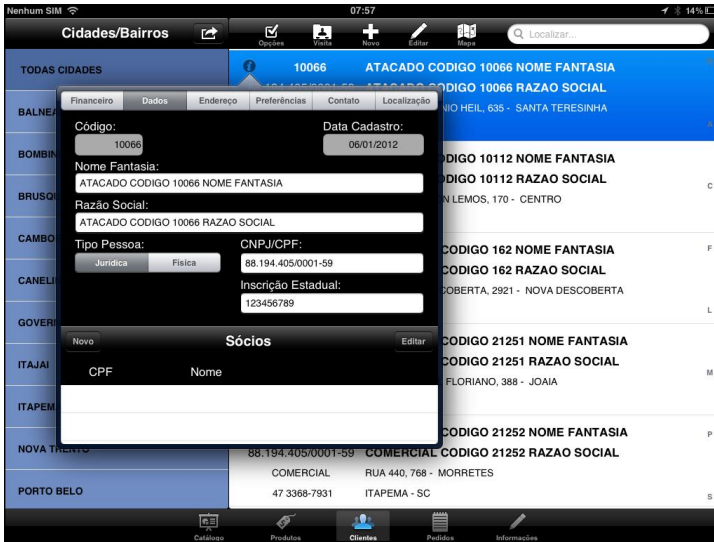 Nenhum SIM 07:57 14%
Cidades/Bairros
Opções Visita Novo Editar Mapa
Localizar...
TODAS CIDADES
10066 ATACADO CODIGO 10066 NOME FANTASIA
ODIGO 10066 RAZAO SOCIAL
NIO HEIL, 635 - SANTA TERESINHA
BALNE
A
Financeiro Dados Endereço Preferências Contato Localização
Código: Data Cadastro:
10066 06/01/2012
BOMBIN
ODIGO 10112 NOME FANTASIA
Nome Fantasia:
ATACADO CODIGO 10066 NOME FANTASIA
ODIGO 10112 RAZAO SOCIAL
C
BRUSQU
N LEMOS, 170 - CENTRO
Razão Social:
ATACADO CODIGO 10066 RAZAO SOCIAL
CAMBO
Tipo Pessoa: CNPJ/CPF:
CODIGO 162 NOME FANTASIA
F
Jurídica Física 88.194.405/0001-59
CODIGO 162 RAZAO SOCIAL
CANELI
Inscrição Estadual:
COBERTA, 2921 - NOVA DESCOBERTA
123456789
L
GOVER
Novo Sócios Editar
CODIGO 21251 NOME FANTASIA
CODIGO 21251 RAZAO SOCIAL
ITAJAI
CPF Nome
M
FLORIANO, 388 - JOAIA
ITAPEM
CODIGO 21252 NOME FANTASIA
P
NOVA TRENTO
88.194.405/0001-59 COMERCIAL CODIGO 21252 RAZAO SOCIAL
COMERCIAL RUA 440, 768 - MORRETES
PORTO BELO
47 3368-7931 ITAPEMA - SC
S
Catálogo Produtos Clientes Pedidos Informações